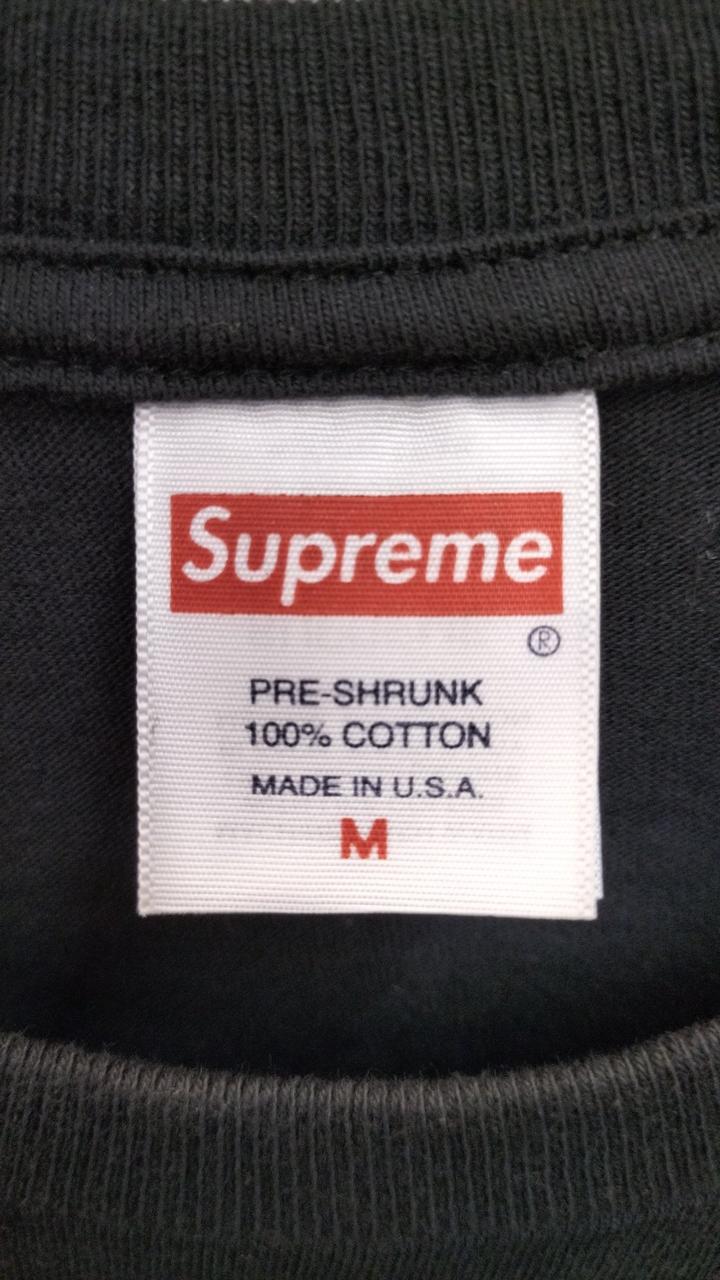 Supreme
®
PRE-SHRUNK
100% COTTON
MADE IN U.S.A.
M